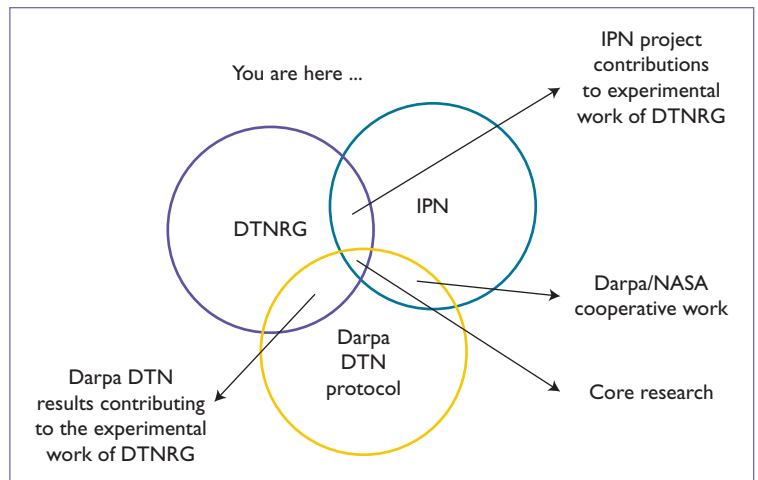 You are here ...
IPN project
contributions
to experimental
work of DTNRG
DTNRG
IPN
Darpa/NASA
cooperative work
Darpa
DTN
protocol
Core research
Darpa DTN
results contributing
to the experimental
work of DTNRG